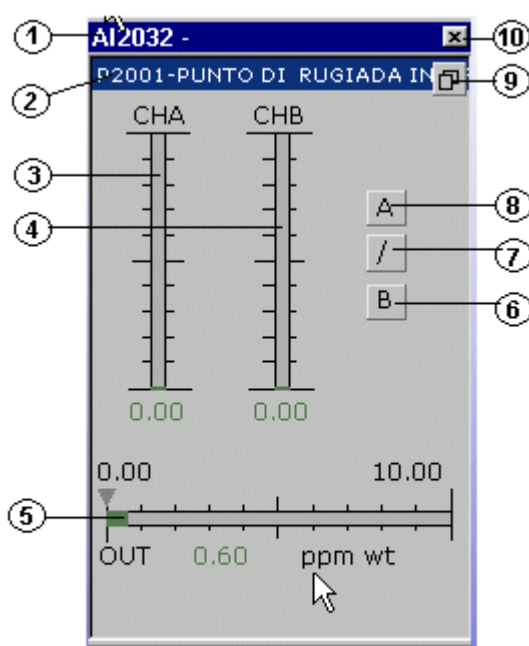 1 AI2032 - 10
2 P2001-PUNTO DI RUGIADA IN 9
CHA CHB
3
4
A 8
/ 7
B 6
0.00 0.00
0.00 10.00
5
OUT 0.60 ppm wt